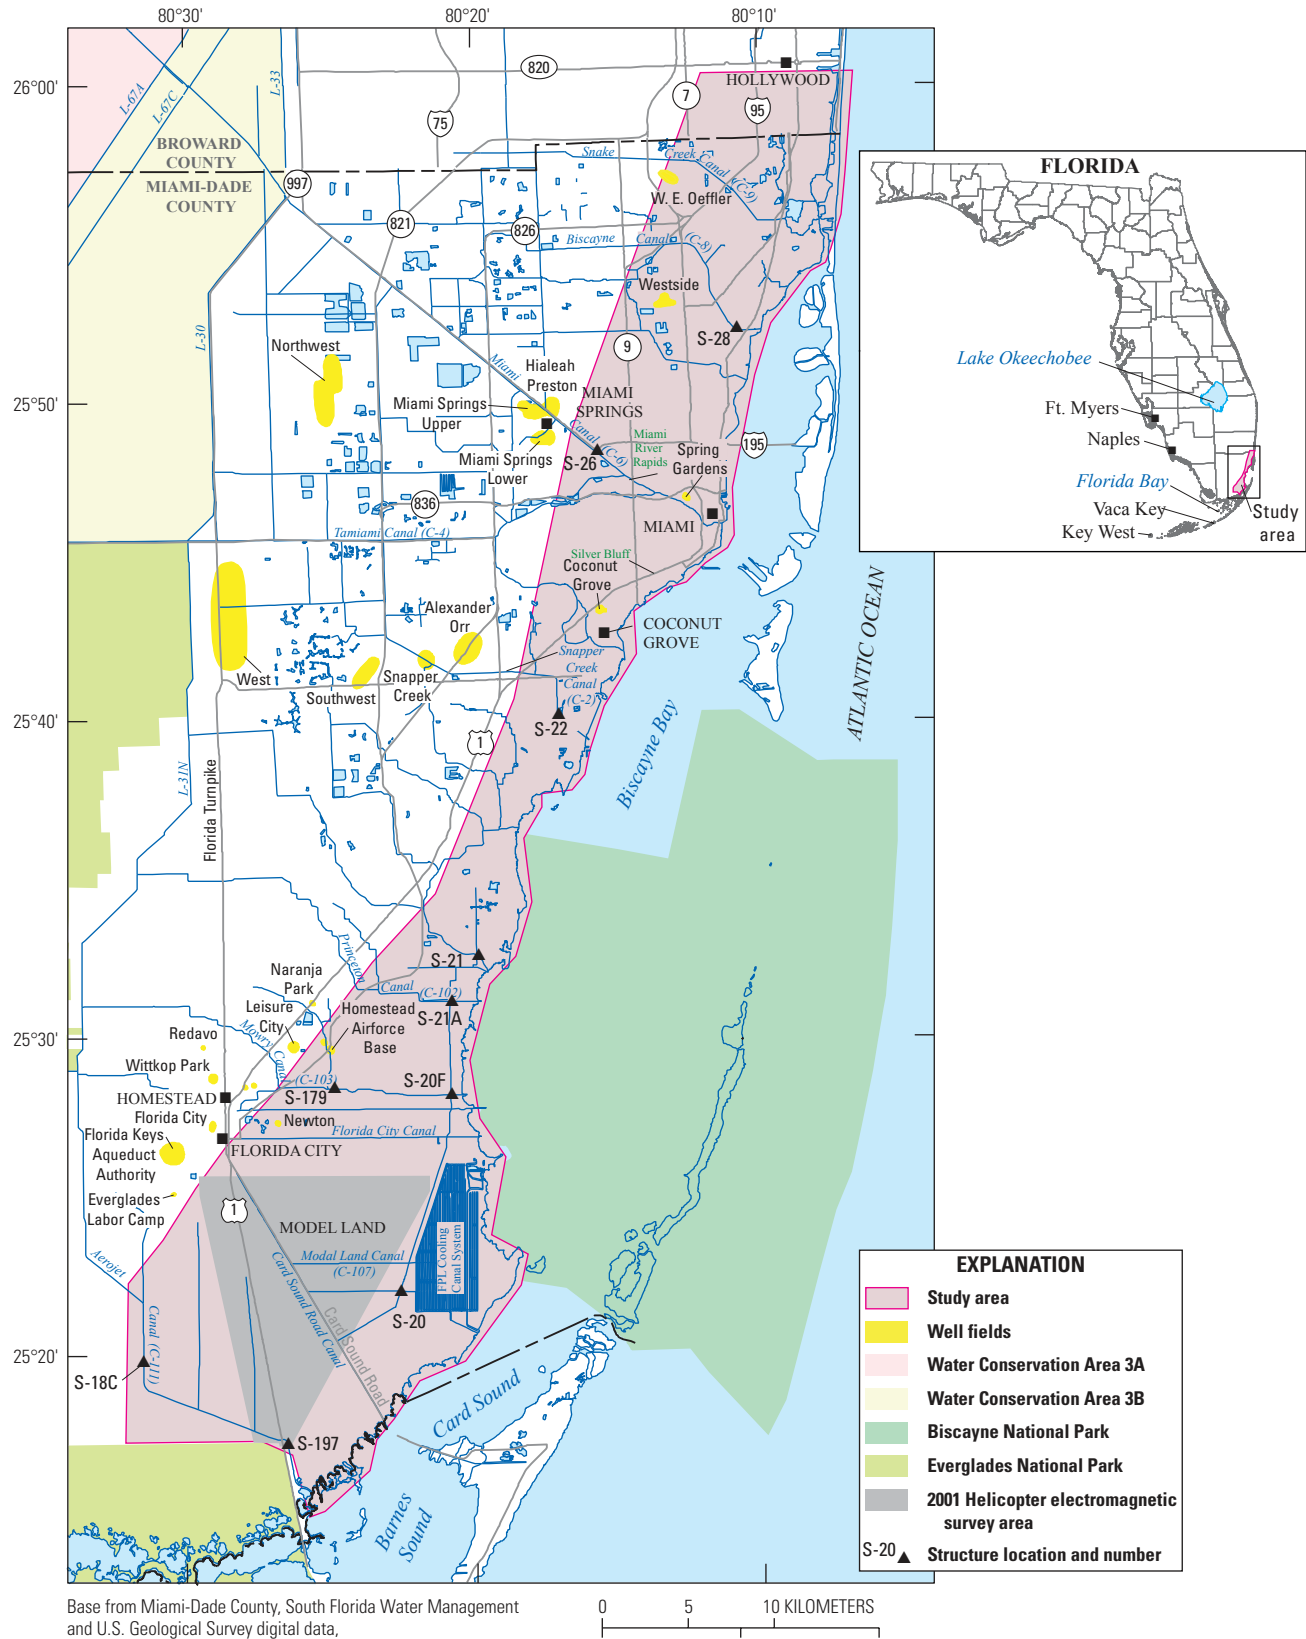 80°30'
80°20'
80°10'
26°00'
25°50'
25°40'
25°30'
25°20'
L-67A
L-67C
L-33
820
HOLLYWOOD
7
95
75
BROWARD
COUNTY
MIAMI-DADE
COUNTY
997
Snake
Creek Canal (C-9)
W. E. Oeffler
821
826
Biscayne
Canal
(C-8)
Westside
S-28
L-30
9
Northwest
Miami
Canal (C-6)
Hialeah
Preston
MIAMI
SPRINGS
Miami Springs
Upper
Miami
River
Rapids
195
Spring
Gardens
Miami Springs
Lower
S-26
836
MIAMI
Tamiami Canal (C-4)
Silver Bluff
Coconut
Grove
Alexander
Orr
COCONUT
GROVE
Snapper
Creek
Canal
(C-2)
West
Southwest
Snapper
Creek
S-22
1
L-31N
Florida Turnpike
Biscayne Bay
ATLANTIC OCEAN
Princeton
Canal
(C-102)
S-21
S-21A
Naranja
Park
Leisure
City
Homestead
Airforce
Base
Redavo
Mowry
Canal
(C-103)
Wittkop Park
S-20F
S-179
HOMESTEAD
Florida City
Newton
Florida Keys
Aqueduct
Authority
Florida City Canal
FLORIDA CITY
Everglades
Labor Camp
1
MODEL LAND
Modal Land Canal
(C-107)
FPL Cooling
Canal System
Aerojet
Canal (C-111)
Card Sound Road Canal
Card Sound Road
S-20
S-18C
S-197
Card Sound
Barnes
Sound
FLORIDA
Lake Okeechobee
Ft. Myers
Naples
Florida Bay
Vaca Key
Key West
Study
area
EXPLANATION
Study area
Well fields
Water Conservation Area 3A
Water Conservation Area 3B
Biscayne National Park
Everglades National Park
2001 Helicopter electromagnetic
survey area
S-20
Structure location and number
Base from Miami-Dade County, South Florida Water Management
and U.S. Geological Survey digital data,
0 5 10 KILOMETERS